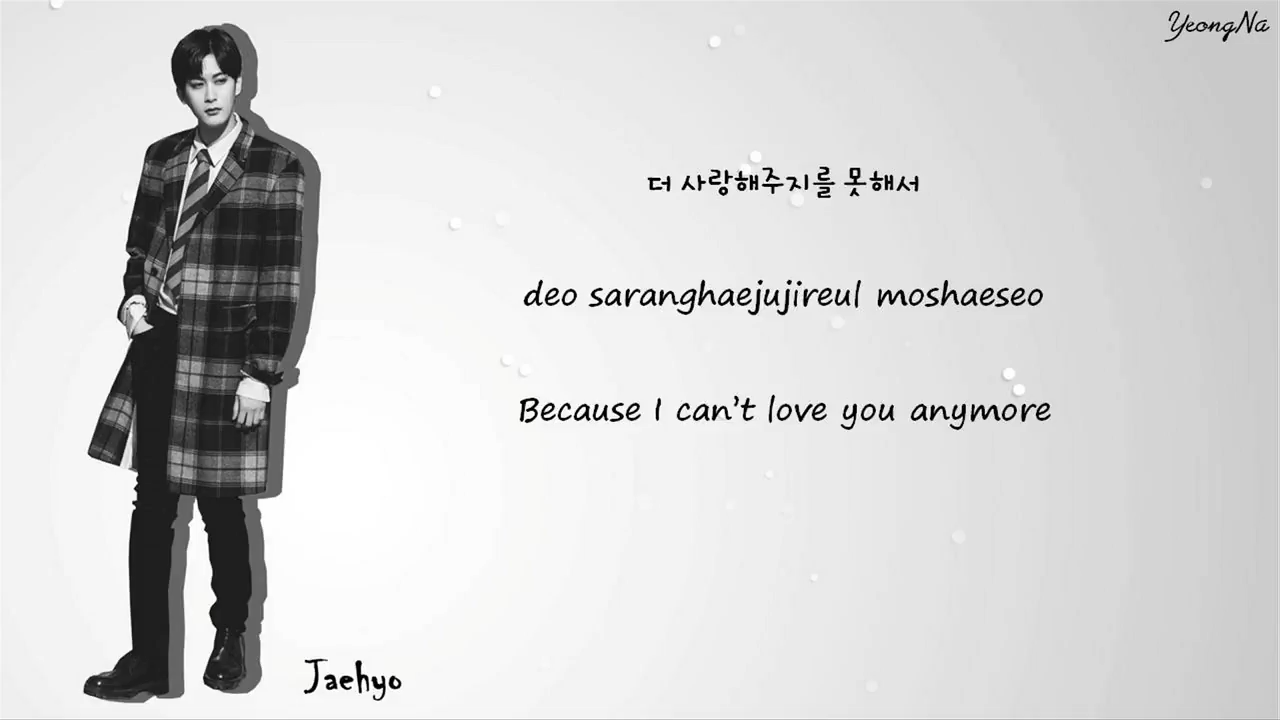 YeongNa
더 사랑해주지를 못해서
deo saranghaejujireul moshaeseo
Because I can't love you anymore
Jaehyo